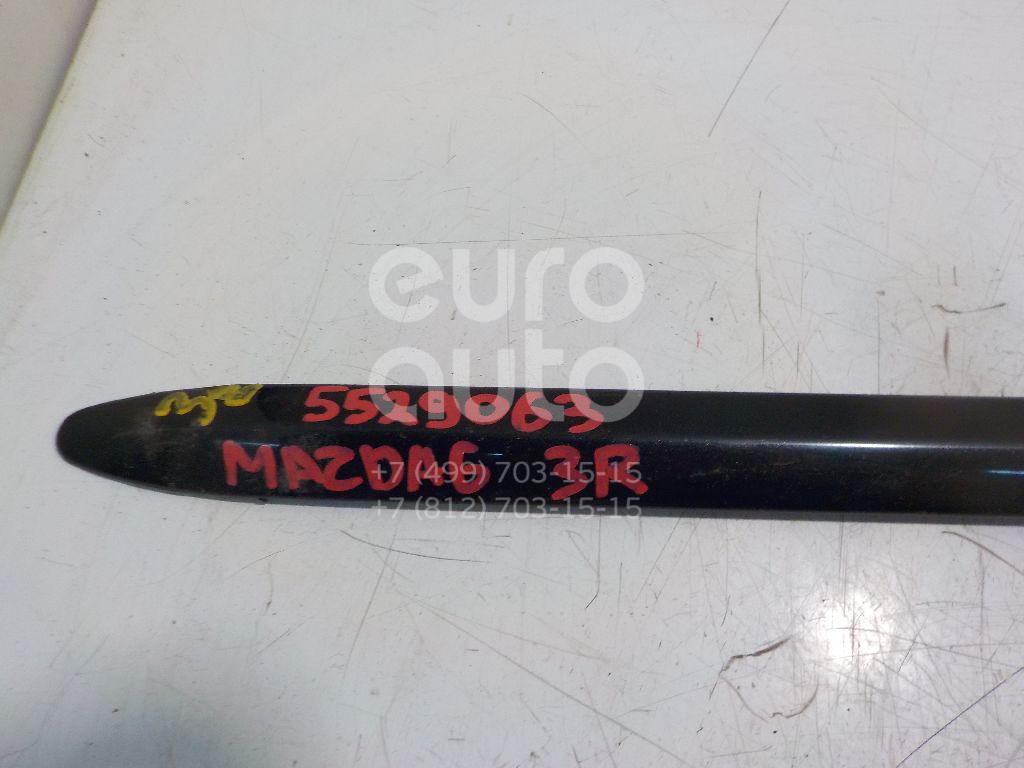 euro
auto
5529063
MAZDA6 3R
+7 (499) 703-15-15
+7 (812) 703-15-15